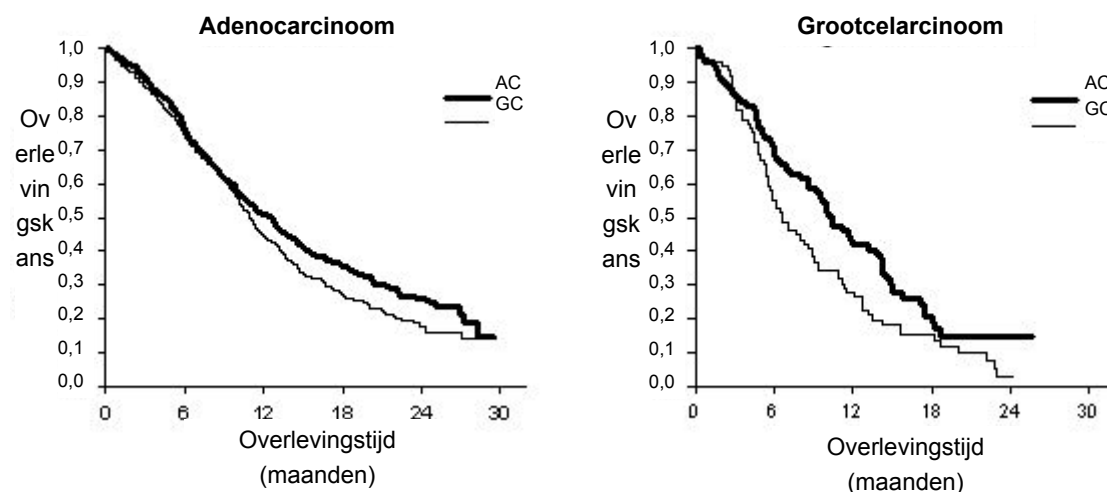 Adenocarcinoom
1,0
0,9
0,8
0,7
0,6
0,5
0,4
0,3
0,2
0,1
0,0
Ov
erle
vin
gsk
ans
AC
GC
0 6 12 18 24 30
Overlevingstijd
(maanden)
Grootcelarcinoom
1,0
0,9
0,8
0,7
0,6
0,5
0,4
0,3
0,2
0,1
0,0
Ov
erle
vin
gsk
ans
AC
GC
0 6 12 18 24 30
Overlevingstijd
(maanden)